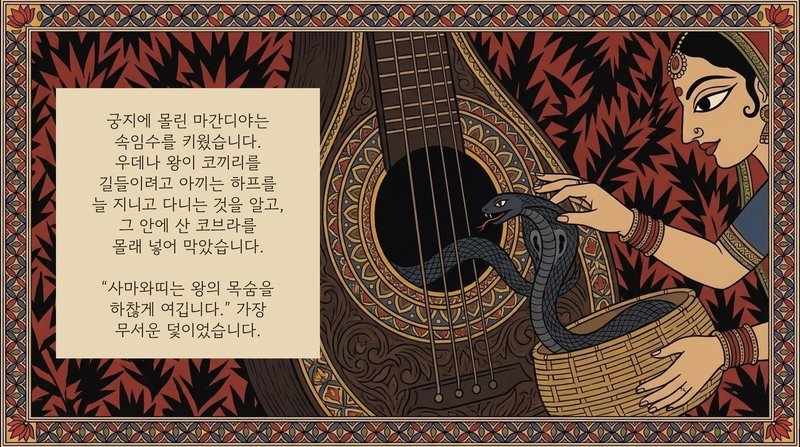 궁지에 몰린 마간디야는
속임수를 키웠습니다.
우데나 왕이 코끼리를
길들이려고 아끼는 하프를
늘 지니고 다니는 것을 알고,
그 안에 산 코브라를
몰래 넣어 막았습니다.
“사마와띠는 왕의 목숨을
하찮게 여깁니다.” 가장
무서운 덫이었습니다.